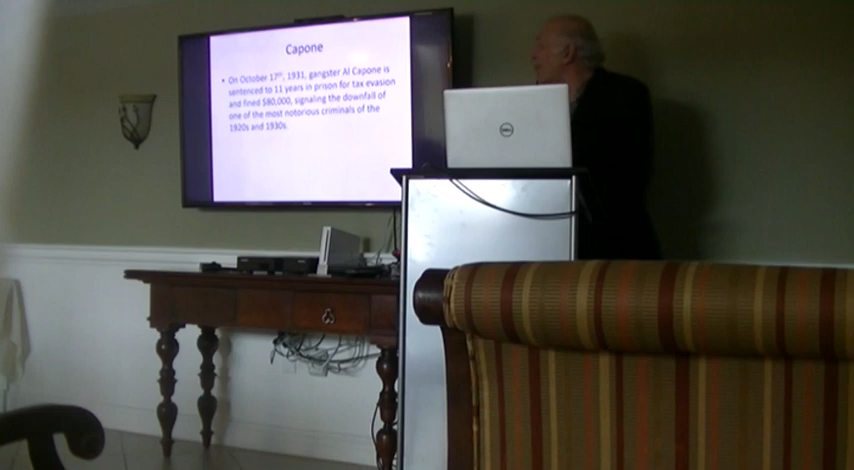 Capone
• On October 17th, 1931, gangster Al Capone is
sentenced to 11 years in prison for tax evasion
and fined $80,000, signaling the downfall of
one of the most notorious criminals of the
1920s and 1930s.
DELL